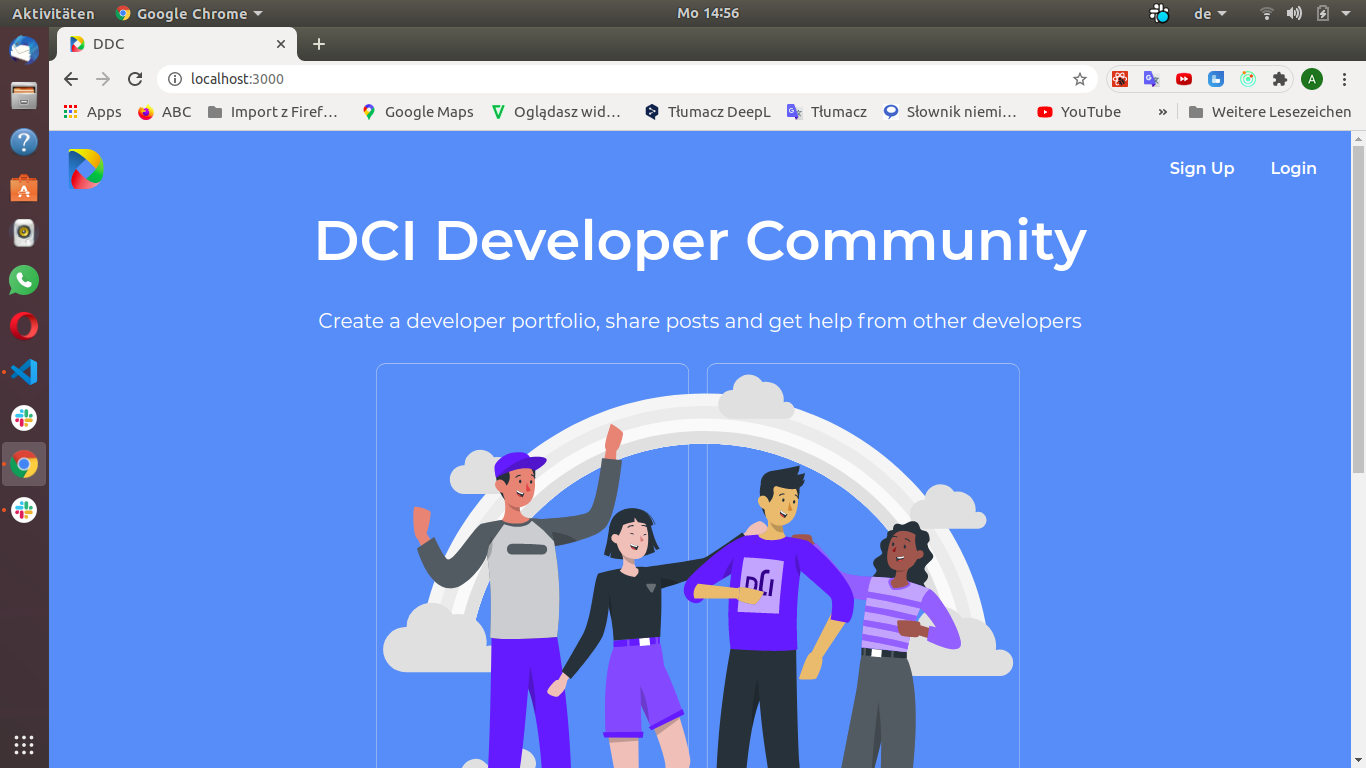 Aktivitäten Google Chrome Mo 14:56 de
DDC
localhost:3000 A
Apps ABC Import z Firef… Google Maps Oglądasz wid… Tłumacz DeepL Tłumacz Słownik niemi… YouTube » Weitere Lesezeichen
Sign Up Login
DCI Developer Community
Create a developer portfolio, share posts and get help from other developers
DCI